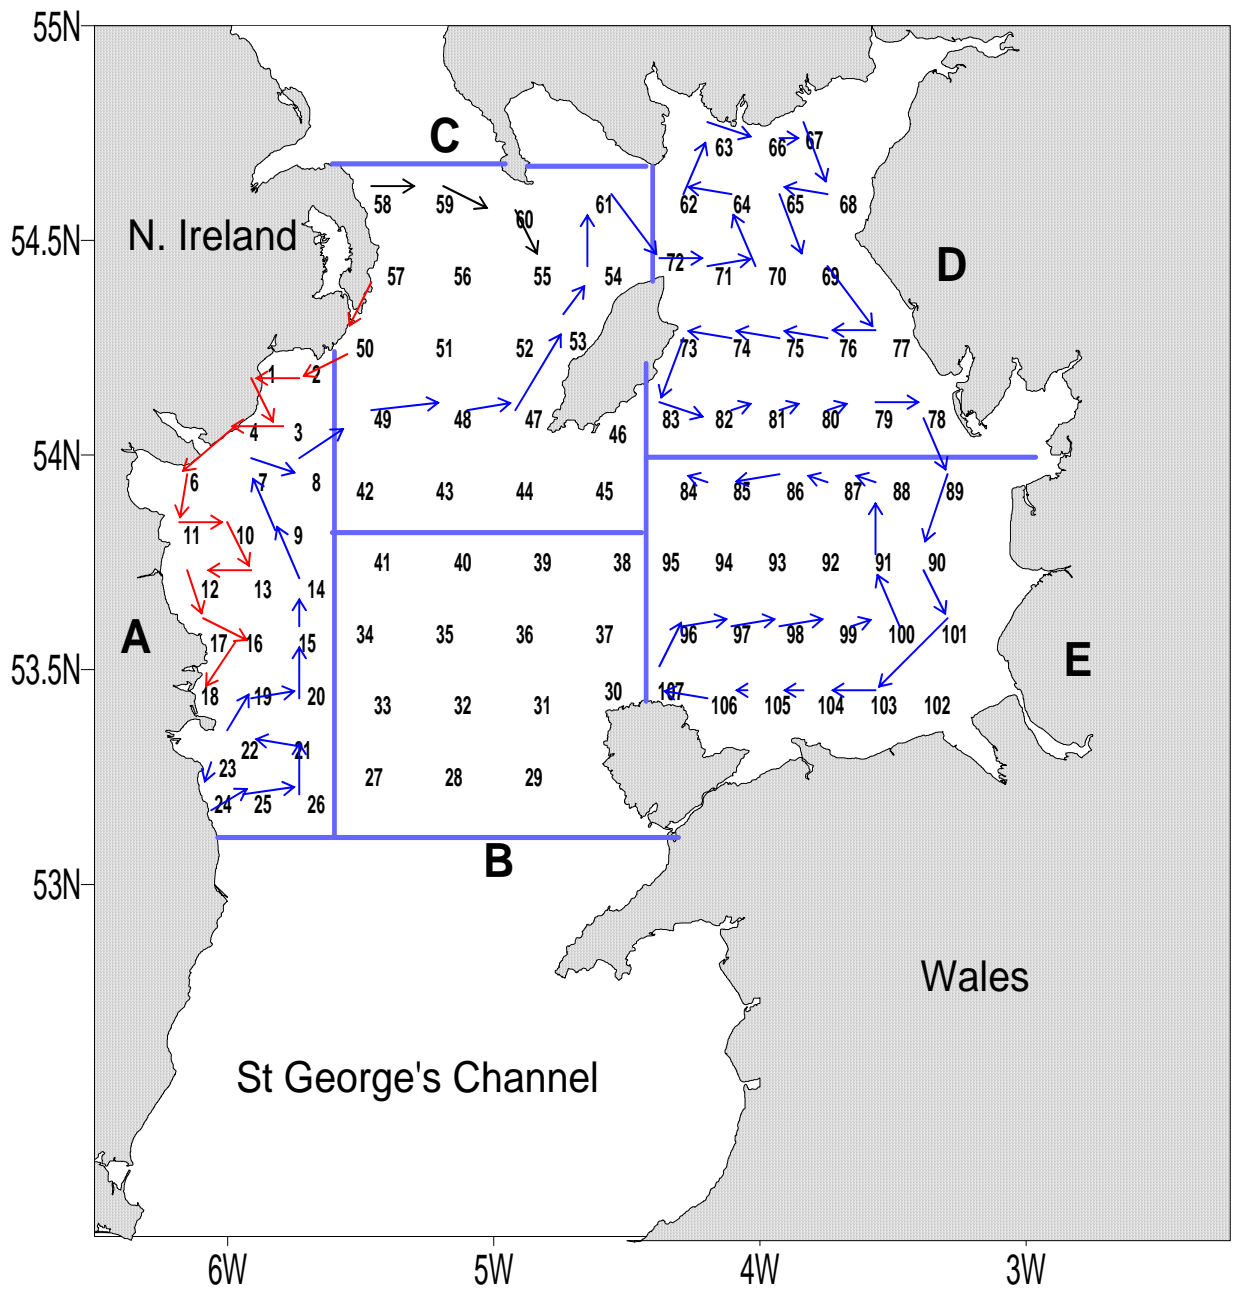 55N
C
63 66 67
58 59 60 61 62 64 65 68
N. Ireland
54.5N
57 56 55 54 72 71 70 69
D
50 51 52 53 73 74 75 76 77
1 2
4 3 49 48 47 46 83 82 81 80 79 78
54N
6 7 8 42 43 44 45 84 85 86 87 88 89
11 10 9
41 40 39 38 95 94 93 92 91 90
12 13 14
A
17 16 15 34 35 36 37 96 97 98 99 100 101
E
53.5N
18 19 20 33 32 31 30 107 106 105 104 103 102
22 21
23 27 28 29
24 25 26
B
53N
Wales
St George's Channel
6W 5W 4W 3W